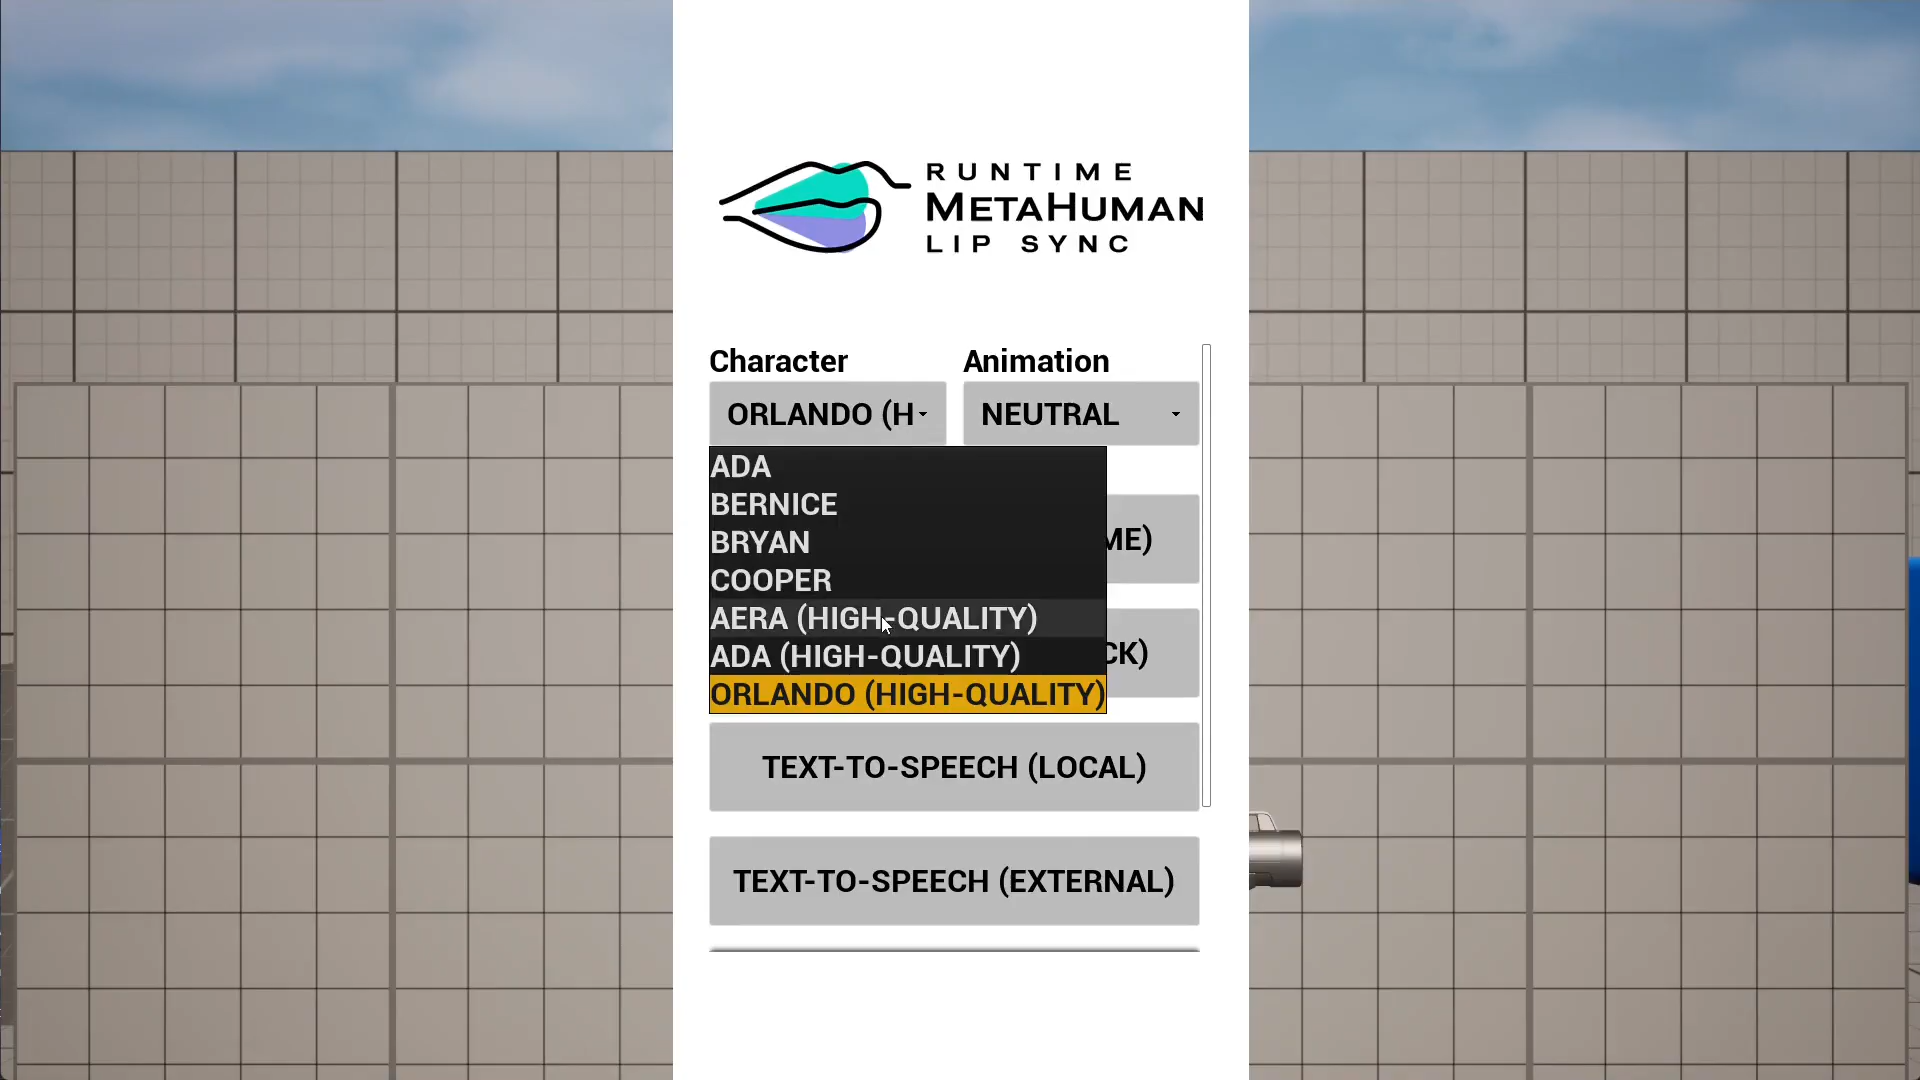 RUNTIME
METAHUMAN
LIP SYNC
Character
Animation
ORLANDO (H
NEUTRAL
ADA
BERNICE
BRYAN
COOPER
AERA (HIGH-QUALITY)
ADA (HIGH-QUALITY)
ORLANDO (HIGH-QUALITY)
ME)
CK)
TEXT-TO-SPEECH (LOCAL)
TEXT-TO-SPEECH (EXTERNAL)